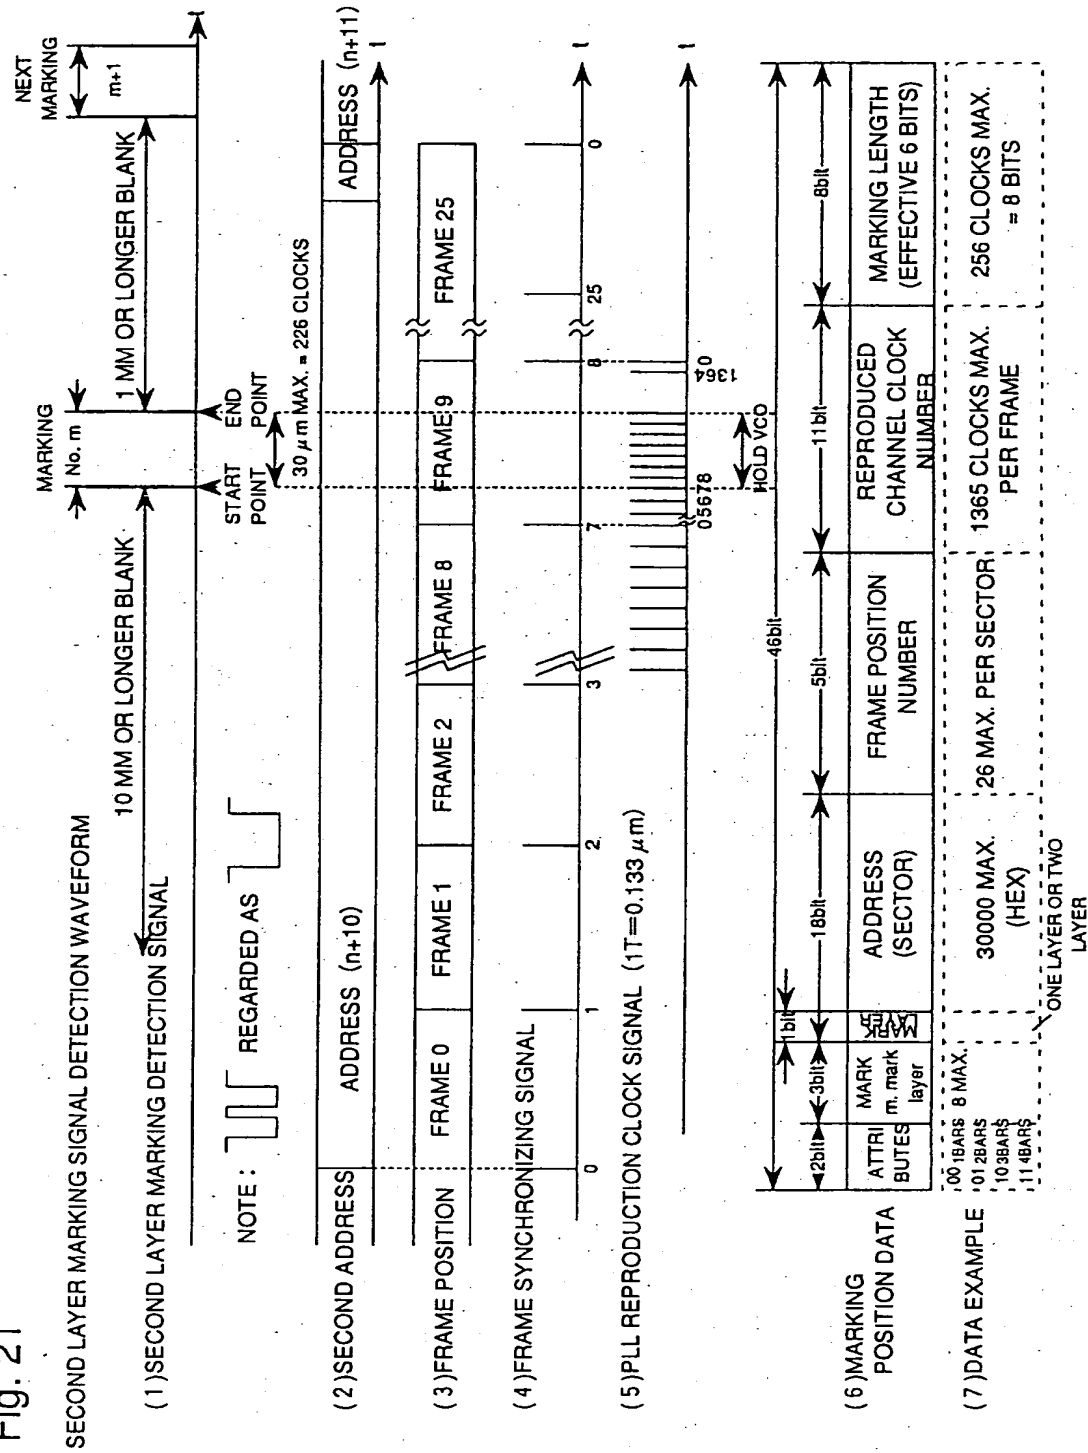 Fig. 21
SECOND LAYER MARKING SIGNAL DETECTION WAVEFORM
(1)SECOND LAYER MARKING DETECTION SIGNAL
10 MM OR LONGER BLANK
MARKING
No. m
1 MM OR LONGER BLANK
NEXT
MARKING
m+1
t
START
POINT
END
POINT
NOTE :
REGARDED AS
30 μm MAX. = 226 CLOCKS
(2)SECOND ADDRESS
ADDRESS (n+10)
ADDRESS (n+11)
t
(3)FRAME POSITION
FRAME 0
FRAME 1
FRAME 2
FRAME 8
FRAME 9
FRAME 25
(4)FRAME SYNCHRONIZING SIGNAL
0
1
2
3
7
8
25
0
t
(5)PLL REPRODUCTION CLOCK SIGNAL (1T=0.133 μm)
05678
1364
0
t
HOLD VCO
46bit
2bit
3bit
1bit
18bit
5bit
11bit
8bit
(6)MARKING
POSITION DATA
ATTRI
BUTES
MARK
m. mark
layer
MARK
LAYER
ADDRESS
(SECTOR)
FRAME POSITION
NUMBER
REPRODUCED
CHANNEL CLOCK
NUMBER
MARKING LENGTH
(EFFECTIVE 6 BITS)
(7)DATA EXAMPLE
00 1BARS
01 2BARS
10 3BARS
11 4BARS
8 MAX.
ONE LAYER OR TWO
LAYER
30000 MAX.
(HEX)
26 MAX. PER SECTOR
1365 CLOCKS MAX.
PER FRAME
256 CLOCKS MAX.
= 8 BITS